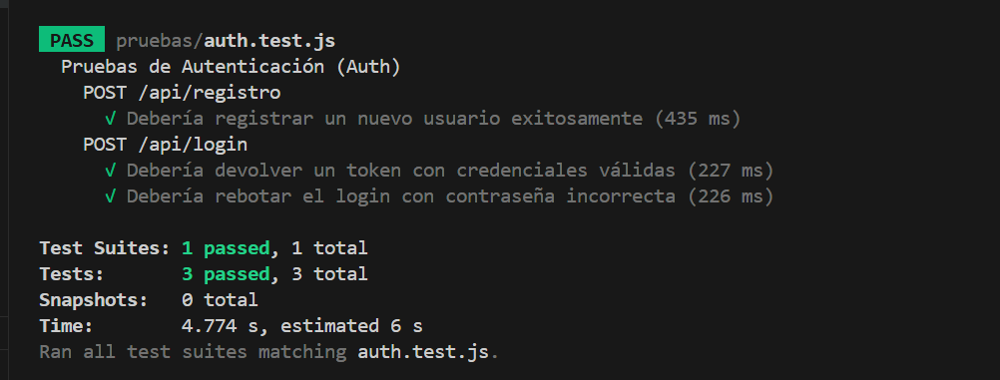 PASS pruebas/auth.test.js
Pruebas de Autenticación (Auth)
POST /api/registro
√ Debería registrar un nuevo usuario exitosamente (435 ms)
POST /api/login
√ Debería devolver un token con credenciales válidas (227 ms)
√ Debería rebotar el login con contraseña incorrecta (226 ms)
Test Suites: 1 passed, 1 total
Tests: 3 passed, 3 total
Snapshots: 0 total
Time: 4.774 s, estimated 6 s
Ran all test suites matching auth.test.js.